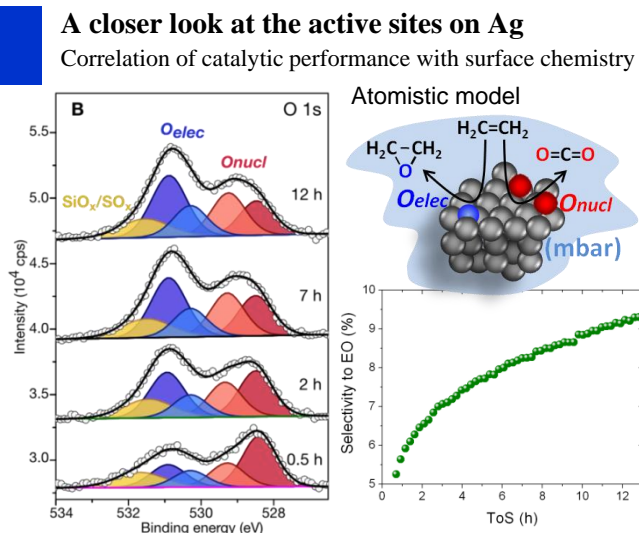 A closer look at the active sites on Ag
Correlation of catalytic performance with surface chemistry
B
O 1s
Oelec
Onucl
SiOx/SOx
12 h
7 h
2 h
0.5 h
5.5
5.0
4.5
4.0
3.5
3.0
Intensity (10⁴ cps)
534
532
530
528
Binding energy (eV)
Atomistic model
H₂C=CH₂
H₂C–CH₂
O
O=C=O
Oelec
Onucl
(mbar)
10
9
8
7
6
5
Selectivity to EO (%)
0 2 4 6 8 10 12
ToS (h)